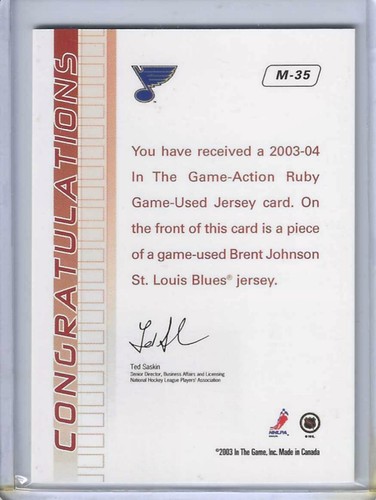 CONGRATULATIONS
M-35
You have received a 2003-04
In The Game-Action Ruby
Game-Used Jersey card. On
the front of this card is a piece
of a game-used Brent Johnson
St. Louis Blues® jersey.
Ted Saskin
Senior Director, Business Affairs and Licensing
National Hockey League Players' Association
NHLPA
NHL
©2003 In The Game, Inc. Made in Canada